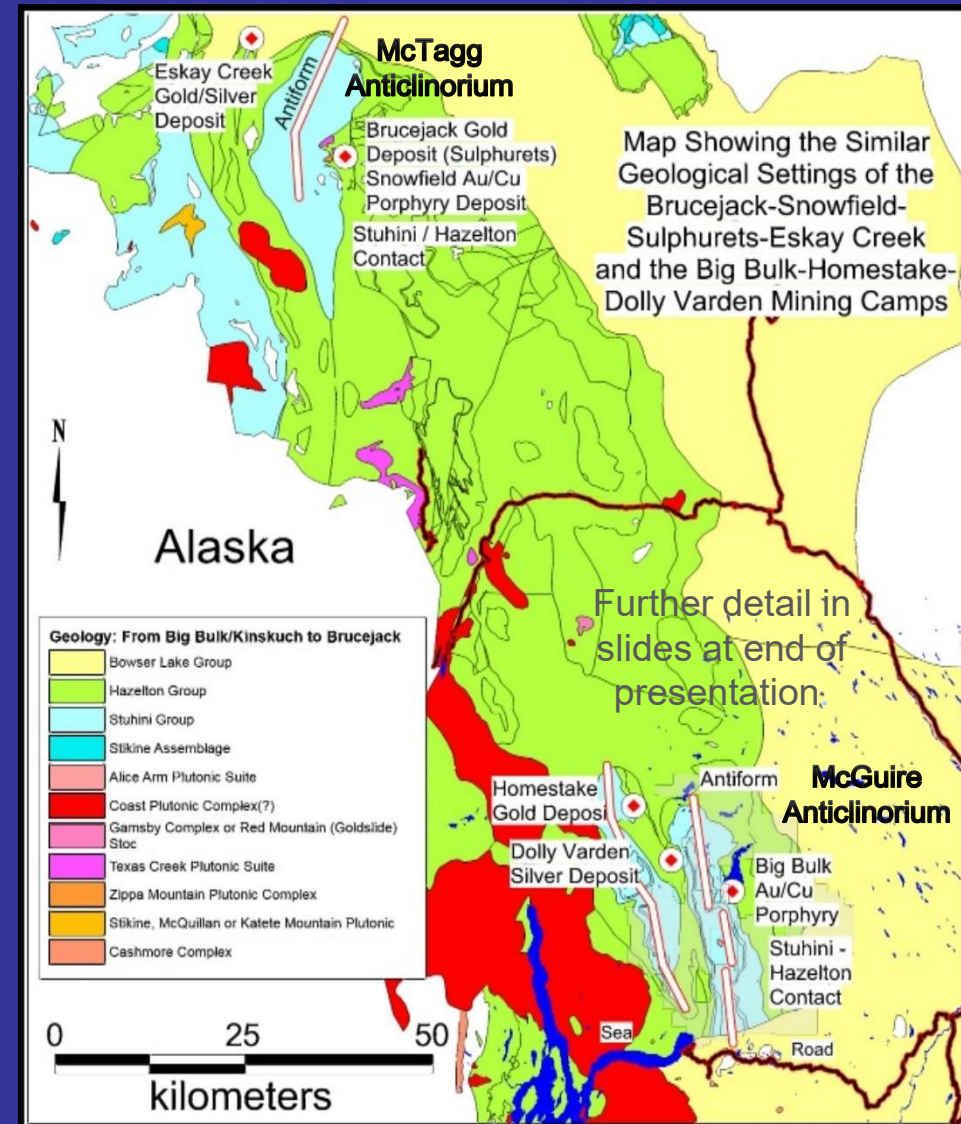 McTagg
Anticlinorium
Eskay Creek
Gold/Silver
Deposit
Antiform
Brucejack Gold
Deposit (Sulphurets)
Snowfield Au/Cu
Porphyry Deposit
Stuhini / Hazelton
Contact
Map Showing the Similar
Geological Settings of the
Brucejack-Snowfield-
Sulphurets-Eskay Creek
and the Big Bulk-Homestake-
Dolly Varden Mining Camps
N
Alaska
Further detail in
slides at end of
presentation.
Geology: From Big Bulk/Kinskuch to Brucejack
Bowser Lake Group
Hazelton Group
Stuhini Group
Stikine Assemblage
Alice Arm Plutonic Suite
Coast Plutonic Complex(?)
Gamsby Complex or Red Mountain (Goldslide)
Stoc
Texas Creek Plutonic Suite
Zippa Mountain Plutonic Complex
Stikine, McQuillan or Katete Mountain Plutonic
Cashmore Complex
Homestake
Gold Deposi
Antiform
McGuire
Anticlinorium
Dolly Varden
Silver Deposit
Big Bulk
Au/Cu
Porphyry
Stuhini -
Hazelton
Contact
Sea
Road
0 25 50
kilometers